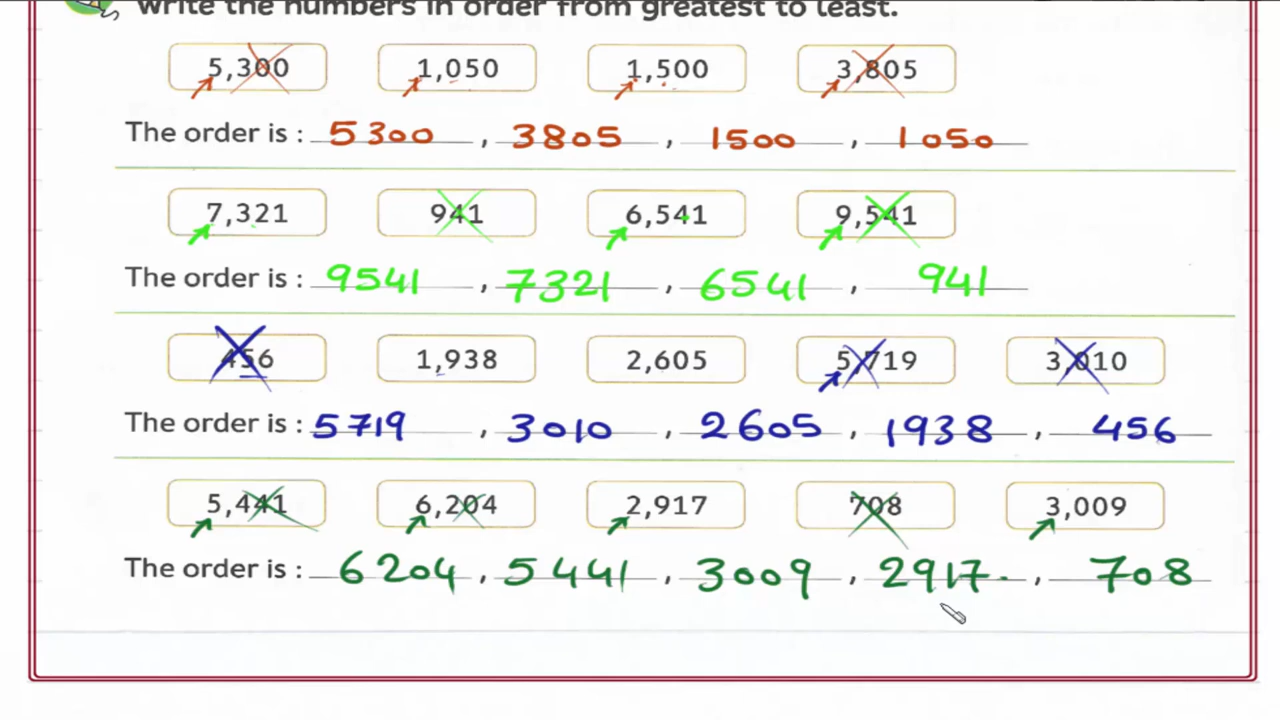 Write the numbers in order from greatest to least.
5,300 1,050 1,500 3,805
The order is : 5300 , 3805 , 1500 , 1050
7,321 941 6,541 9,541
The order is : 9541 , 7321 , 6541 , 941
456 1,938 2,605 5,719 3,010
The order is : 5719 , 3010 , 2605 , 1938 , 456
5,441 6,204 2,917 708 3,009
The order is : 6204 , 5441 , 3009 , 2917 , 708